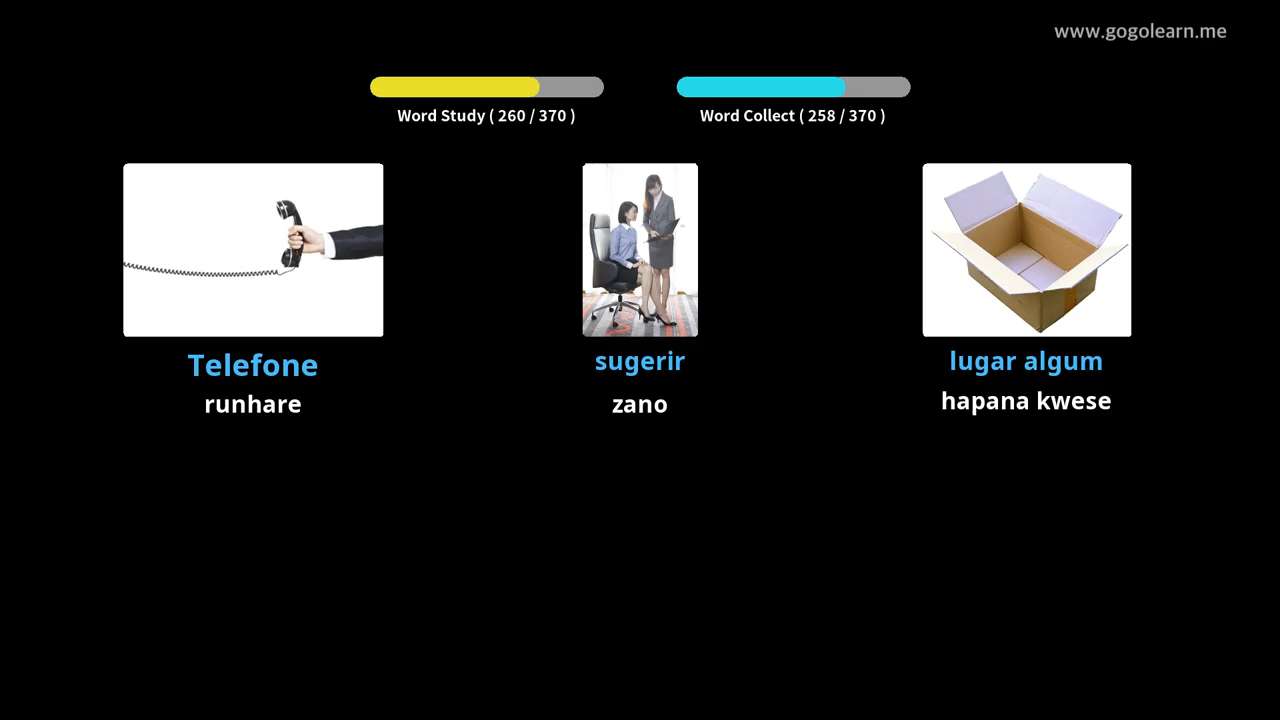 www.gogolearn.me
Word Study ( 260 / 370 )
Word Collect ( 258 / 370 )
Telefone
runhare
sugerir
zano
lugar algum
hapana kwese